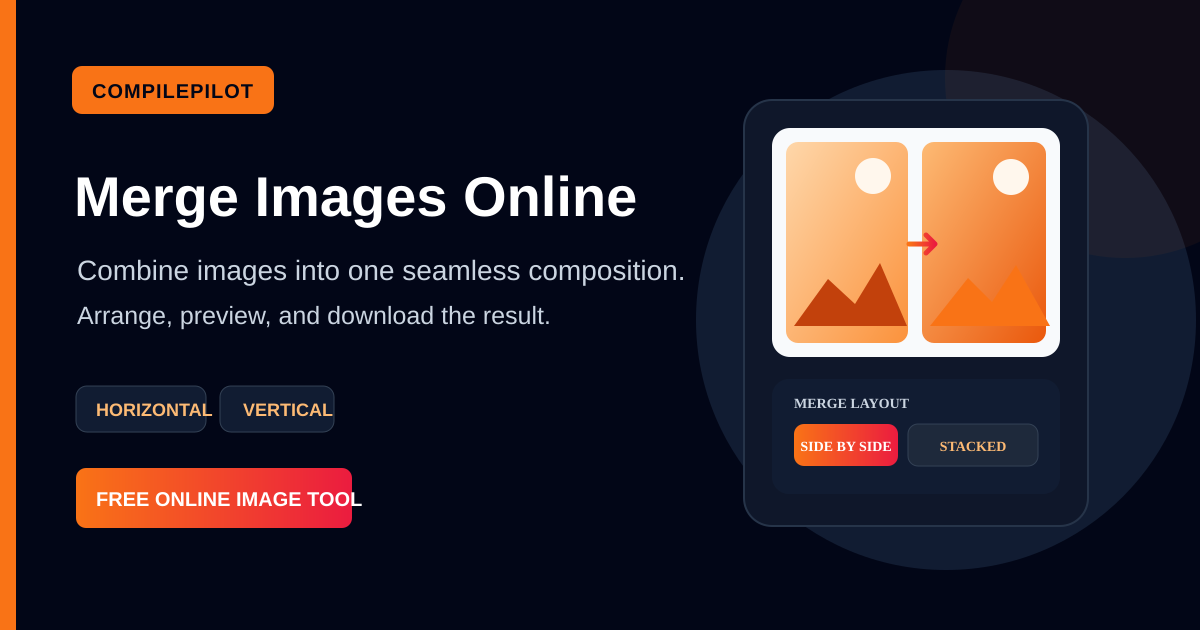 COMPILEPILOT
Merge Images Online
Combine images into one seamless composition.
Arrange, preview, and download the result.
HORIZONTAL
VERTICAL
FREE ONLINE IMAGE TOOL
MERGE LAYOUT
SIDE BY SIDE
STACKED